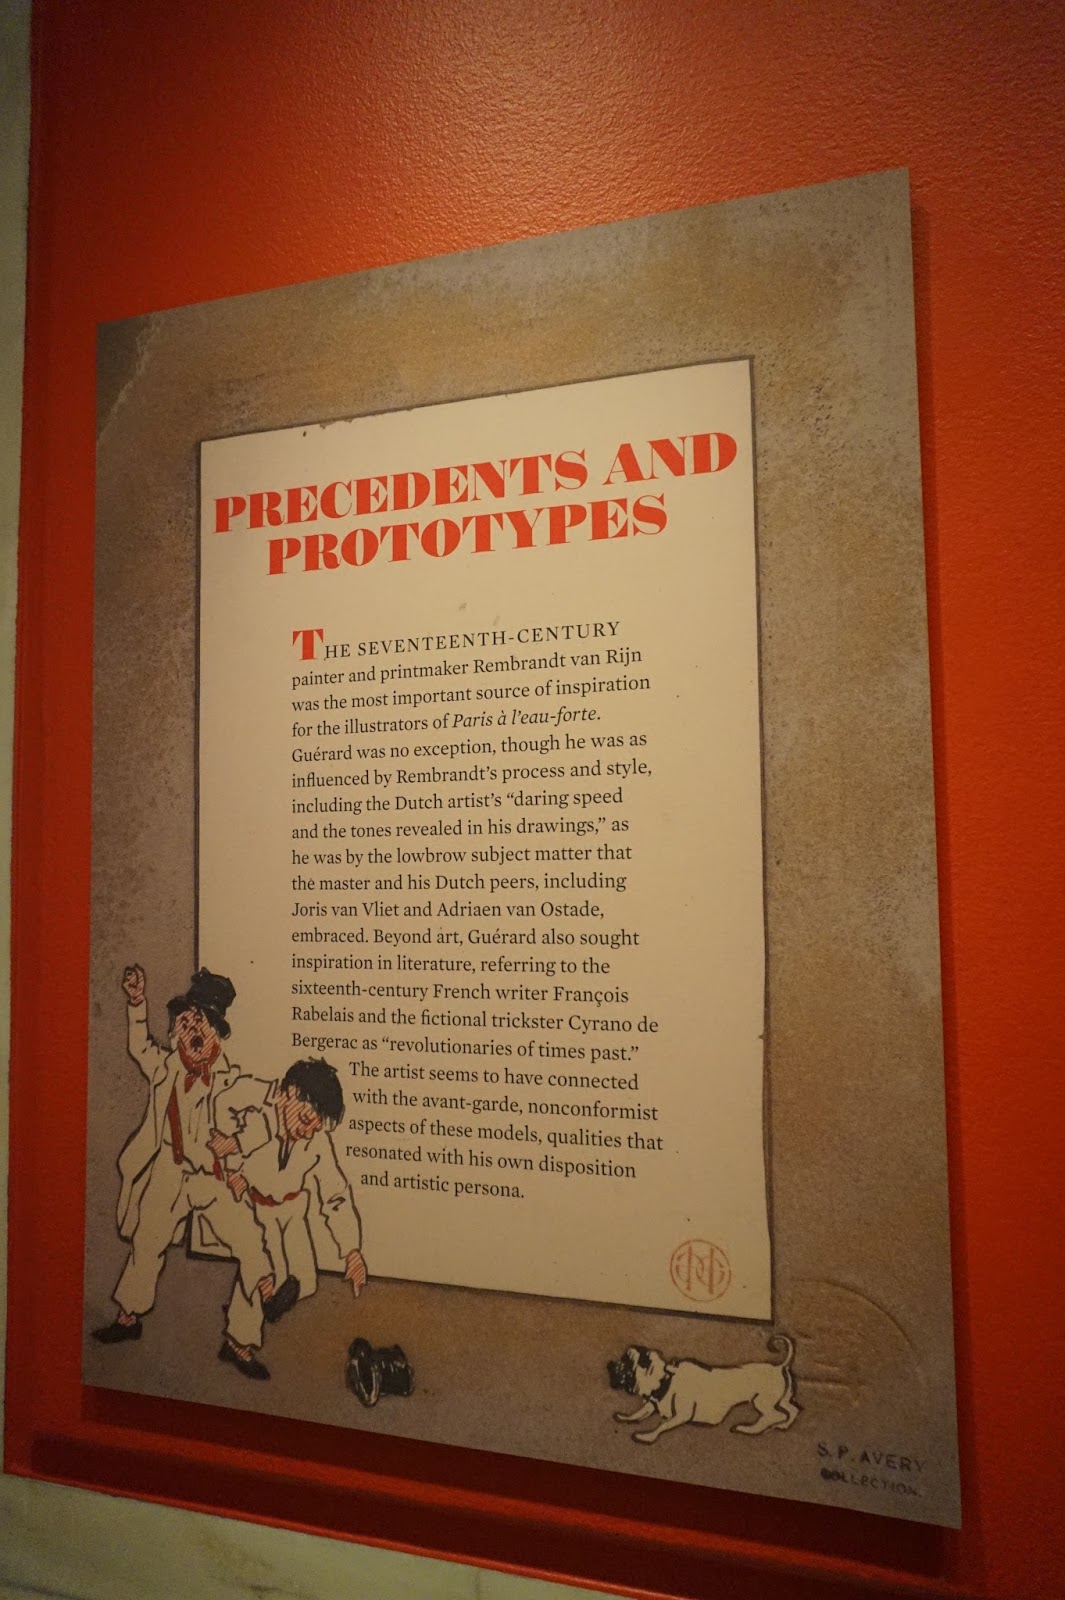 PRECEDENTS AND
PROTOTYPES
THE SEVENTEENTH-CENTURY
painter and printmaker Rembrandt van Rijn
was the most important source of inspiration
for the illustrators of Paris à l'eau-forte.
Guérard was no exception, though he was as
influenced by Rembrandt's process and style,
including the Dutch artist's “daring speed
and the tones revealed in his drawings,” as
he was by the lowbrow subject matter that
the master and his Dutch peers, including
Joris van Vliet and Adriaen van Ostade,
embraced. Beyond art, Guérard also sought
inspiration in literature, referring to the
sixteenth-century French writer François
Rabelais and the fictional trickster Cyrano de
Bergerac as “revolutionaries of times past.”
The artist seems to have connected
with the avant-garde, nonconformist
aspects of these models, qualities that
resonated with his own disposition
and artistic persona.
S. P. AVERY
COLLECTION.